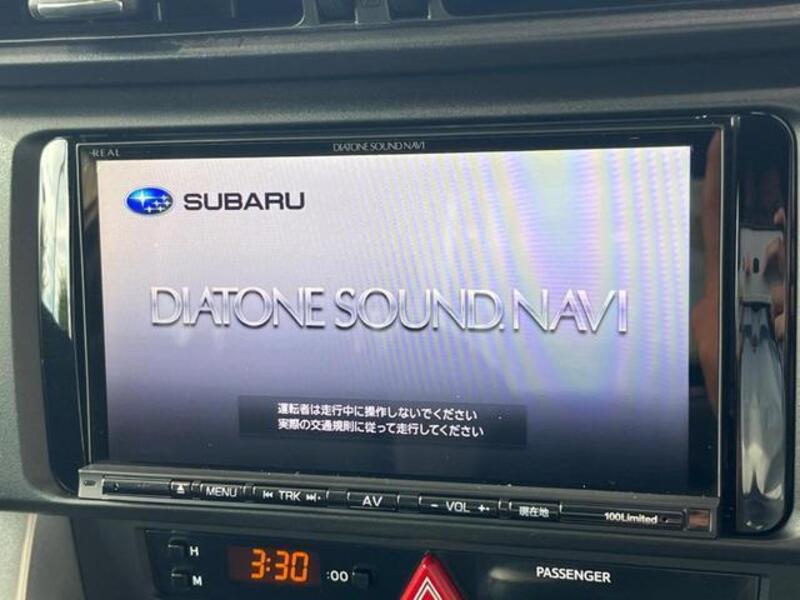 REAL
DIATONE SOUND.NAVI
SUBARU
DIATONE SOUND.NAVI
運転者は走行中に操作しないでください
実際の交通規則に従って走行してください
MENU TRK AV - VOL + 現在地 100Limited
H
3:30 :00
M
PASSENGER